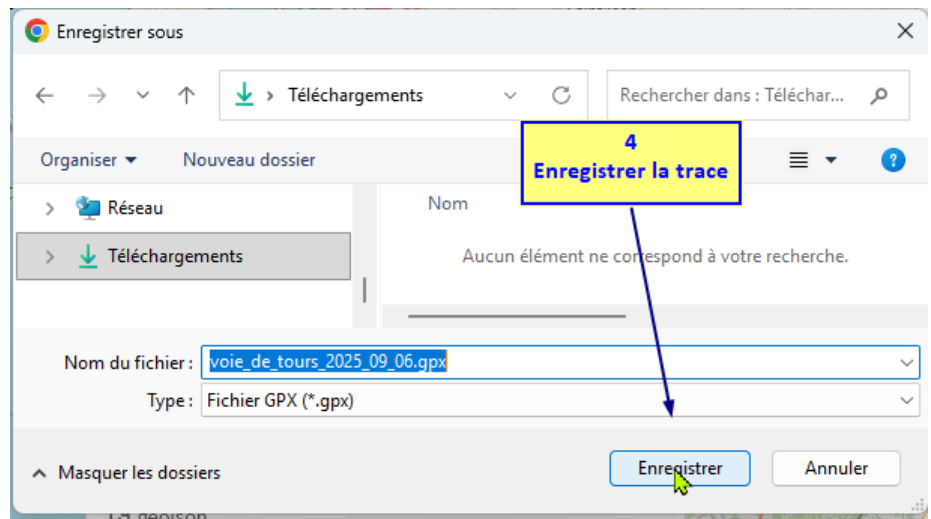 Enregistrer sous
Téléchargements
Rechercher dans : Téléchar...
4
Enregistrer la trace
Organiser
Nouveau dossier
?
Réseau
Téléchargements
Nom
Aucun élément ne correspond à votre recherche.
Nom du fichier : voie_de_tours_2025_09_06.gpx
Type : Fichier GPX (*.gpx)
Masquer les dossiers
Enregistrer
Annuler